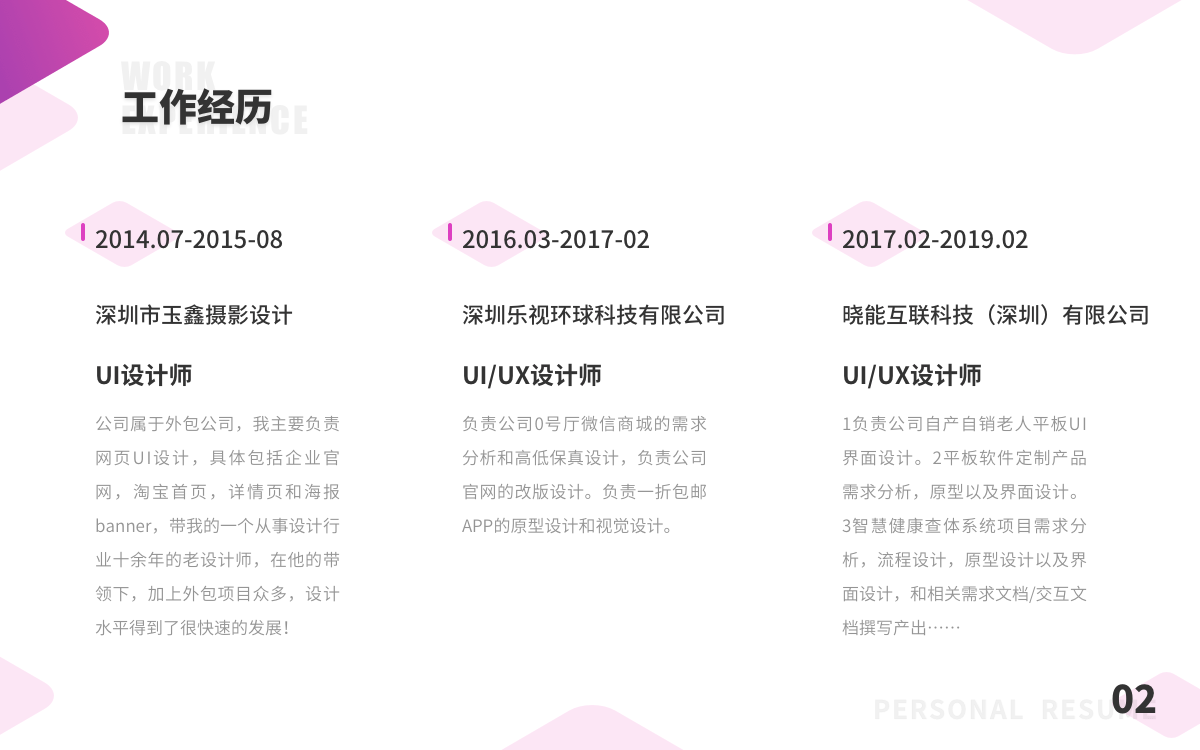 WORK
EXPERIENCE
工作经历
2014.07-2015-08
深圳市玉鑫摄影设计
UI设计师
公司属于外包公司，我主要负责
网页UI设计，具体包括企业官
网，淘宝首页，详情页和海报
banner，带我的一个从事设计行
业十余年的老设计师，在他的带
领下，加上外包项目众多，设计
水平得到了很快速的发展！
2016.03-2017-02
深圳乐视环球科技有限公司
UI/UX设计师
负责公司0号厅微信商城的需求
分析和高低保真设计，负责公司
官网的改版设计。负责一折包邮
APP的原型设计和视觉设计。
2017.02-2019.02
晓能互联科技（深圳）有限公司
UI/UX设计师
1负责公司自产自销老人平板UI
界面设计。2平板软件定制产品
需求分析，原型以及界面设计。
3智慧健康查体系统项目需求分
析，流程设计，原型设计以及界
面设计，和相关需求文档/交互文
档撰写产出……
PERSONAL RESUME
02